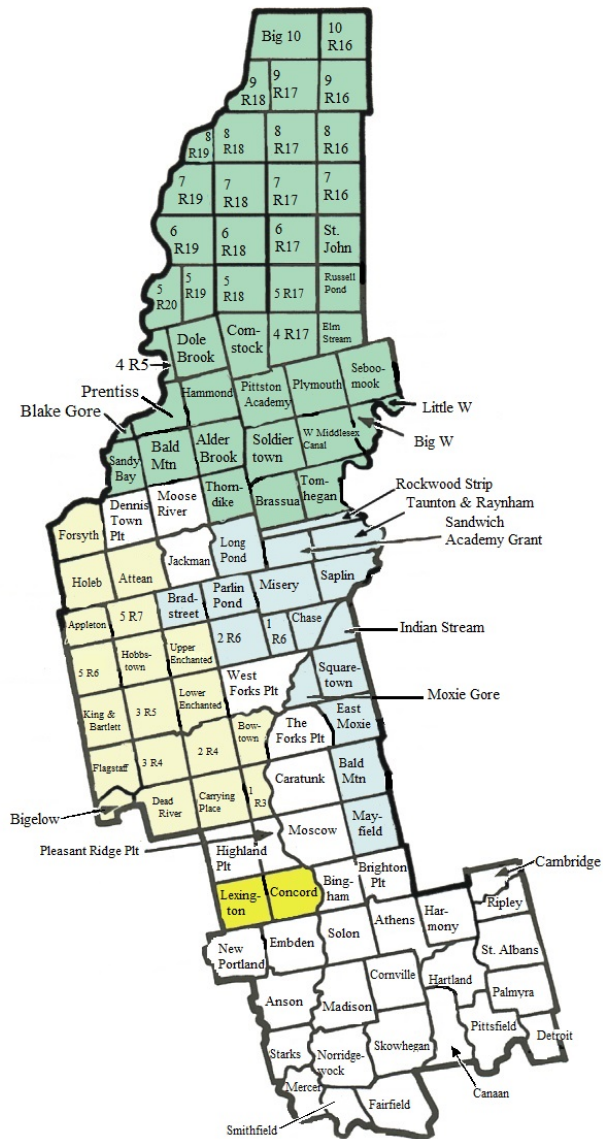 Big 10
10
R16
9
R18
9
R17
9
R16
8
R19
8
R18
8
R17
8
R16
7
R19
7
R18
7
R17
7
R16
6
R19
6
R18
6
R17
St.
John
5
R20
5
R19
5
R18
5 R17
Russell
Pond
4 R5
Dole
Brook
Com-
stock
4 R17
Elm
Stream
Prentiss
Hammond
Pittston
Academy
Plymouth
Seboo-
mook
Little W
Blake Gore
Big W
Sandy
Bay
Bald
Mtn
Alder
Brook
Soldier
town
W Middlesex
Canal
Thorn-
dike
Brassua
Tom-
hegan
Rockwood Strip
Taunton & Raynham
Sandwich
Academy Grant
Forsyth
Dennis
Town
Plt
Moose
River
Long
Pond
Holeb
Attean
Jackman
Brad-
street
Parlin
Pond
Misery
Saplin
Appleton
5 R7
Upper
Enchanted
2 R6
1
R6
Chase
Indian Stream
5 R6
Hobbs-
town
Lower
Enchanted
West
Forks Plt
Square-
town
Moxie Gore
King &
Bartlett
3 R5
Bow-
town
The
Forks Plt
East
Moxie
Flagstaff
3 R4
2 R4
Caratunk
Bald
Mtn
Bigelow
Dead
River
Carrying
Place
1
R3
Moscow
May-
field
Pleasant Ridge Plt
Highland
Plt
Bing-
ham
Brighton
Plt
Cambridge
Lexing-
ton
Concord
Ripley
New
Portland
Embden
Solon
Athens
Har-
mony
St. Albans
Anson
Madison
Cornville
Hartland
Palmyra
Starks
Norridge-
wock
Skowhegan
Pittsfield
Detroit
Mercer
Canaan
Smithfield
Fairfield